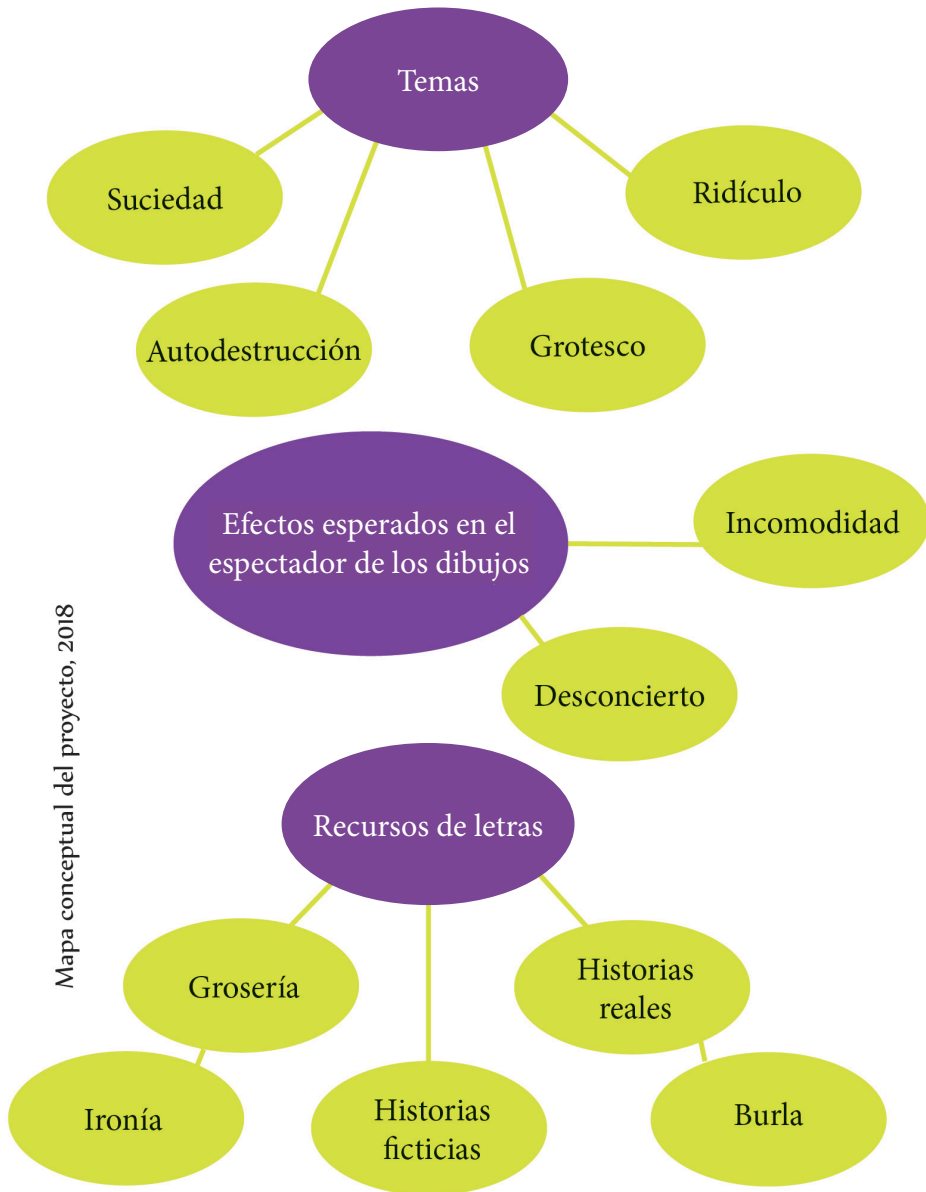 Temas
Suciedad
Ridículo
Autodestrucción
Grotesco
Efectos esperados en el
espectador de los dibujos
Incomodidad
Desconcierto
Mapa conceptual del proyecto, 2018
Recursos de letras
Grosería
Historias
reales
Ironía
Historias
ficticias
Burla